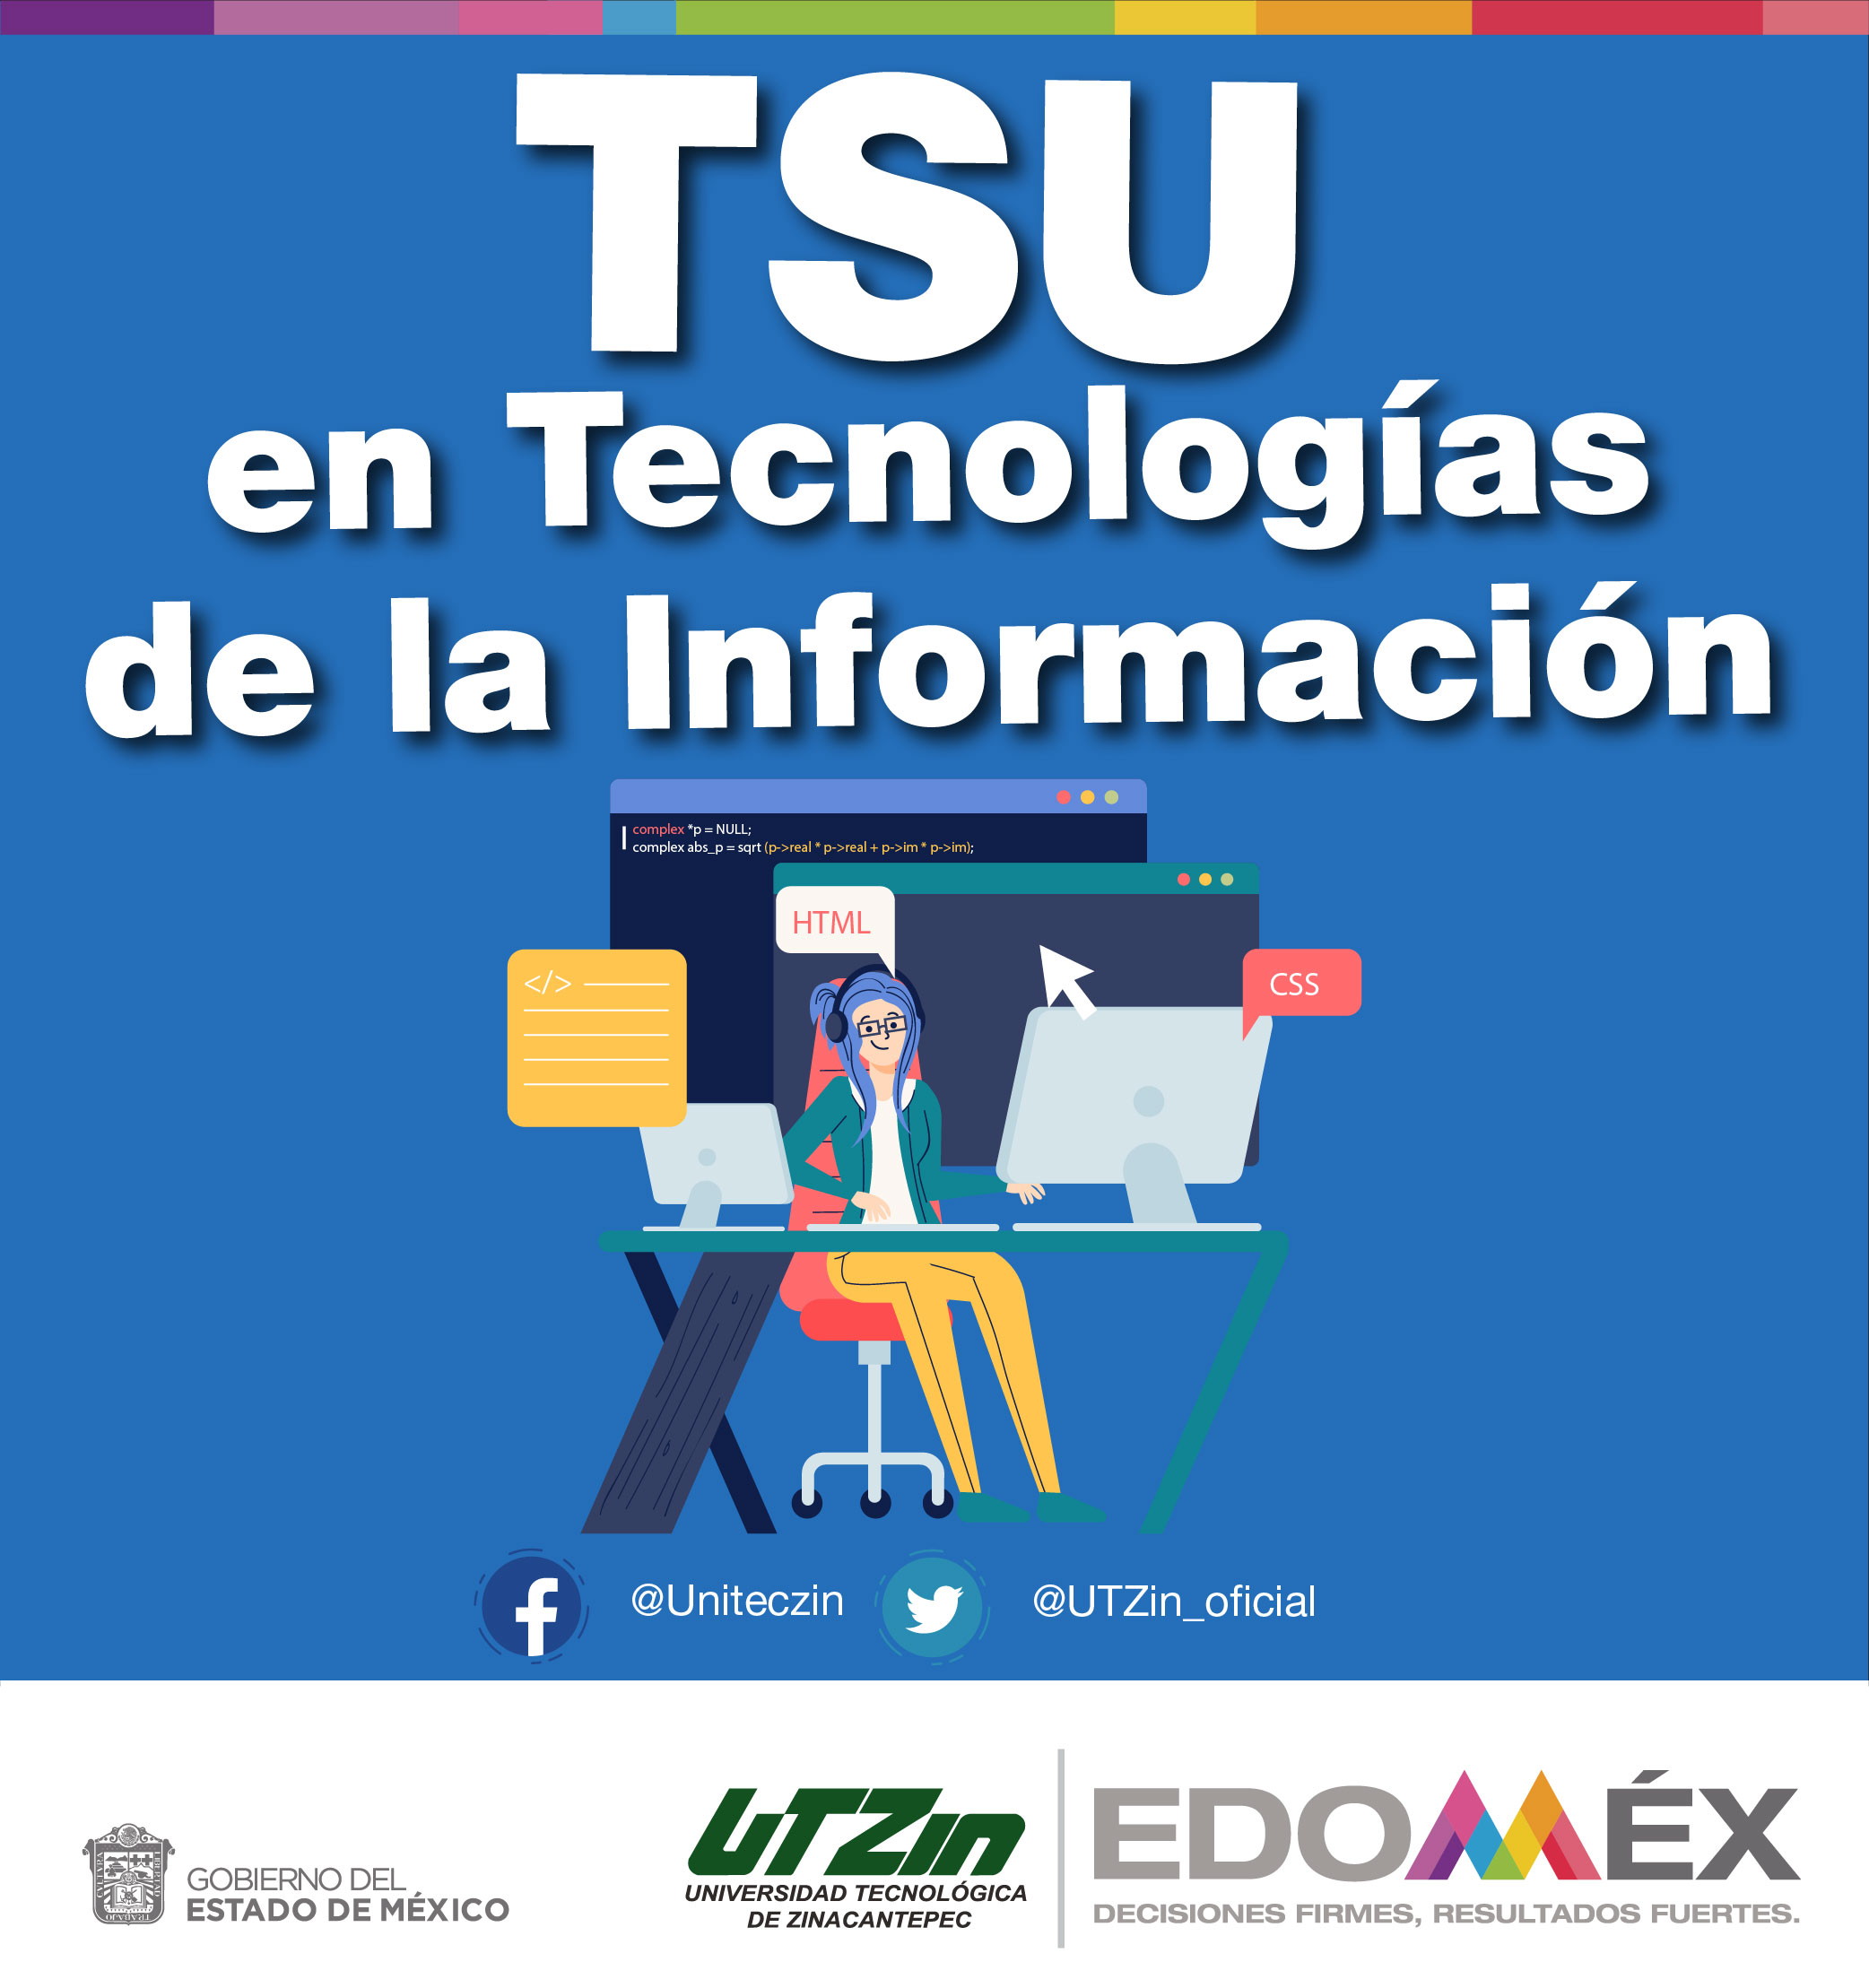 TSU
en Tecnologías
de la Información
complex *p = NULL;
complex abs_p = sqrt (p->real * p->real + p->im * p->im);
HTML
</>
CSS
@Uniteczin
@UTZin_oficial
GOBIERNO DEL
ESTADO DE MÉXICO
UTZin
UNIVERSIDAD TECNOLÓGICA
DE ZINACANTEPEC
EDOMÉX
DECISIONES FIRMES, RESULTADOS FUERTES.